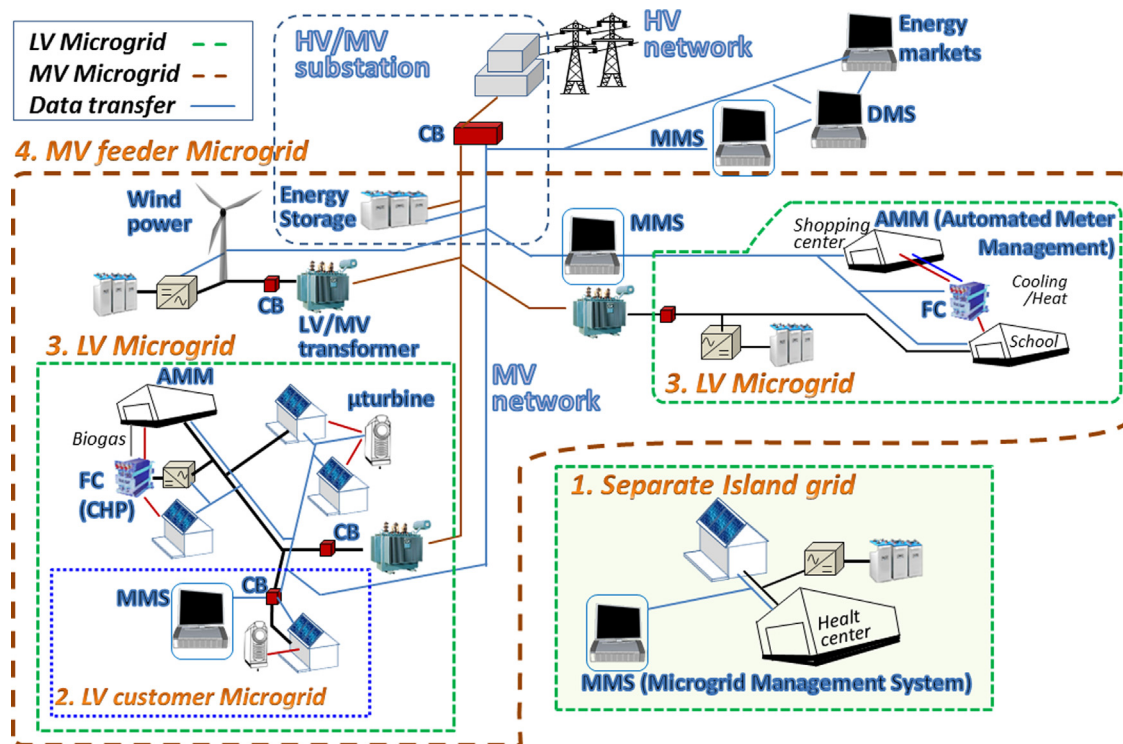 LV Microgrid
MV Microgrid
Data transfer
HV/MV
substation
HV
network
Energy
markets
CB
MMS
DMS
4. MV feeder Microgrid
Wind
power
Energy
Storage
MMS
Shopping
center
AMM (Automated Meter
Management)
Cooling
/Heat
FC
School
CB
LV/MV
transformer
3. LV Microgrid
3. LV Microgrid
AMM
µturbine
MV
network
Biogas
FC
(CHP)
CB
CB
MMS
2. LV customer Microgrid
1. Separate Island grid
Healt
center
MMS (Microgrid Management System)